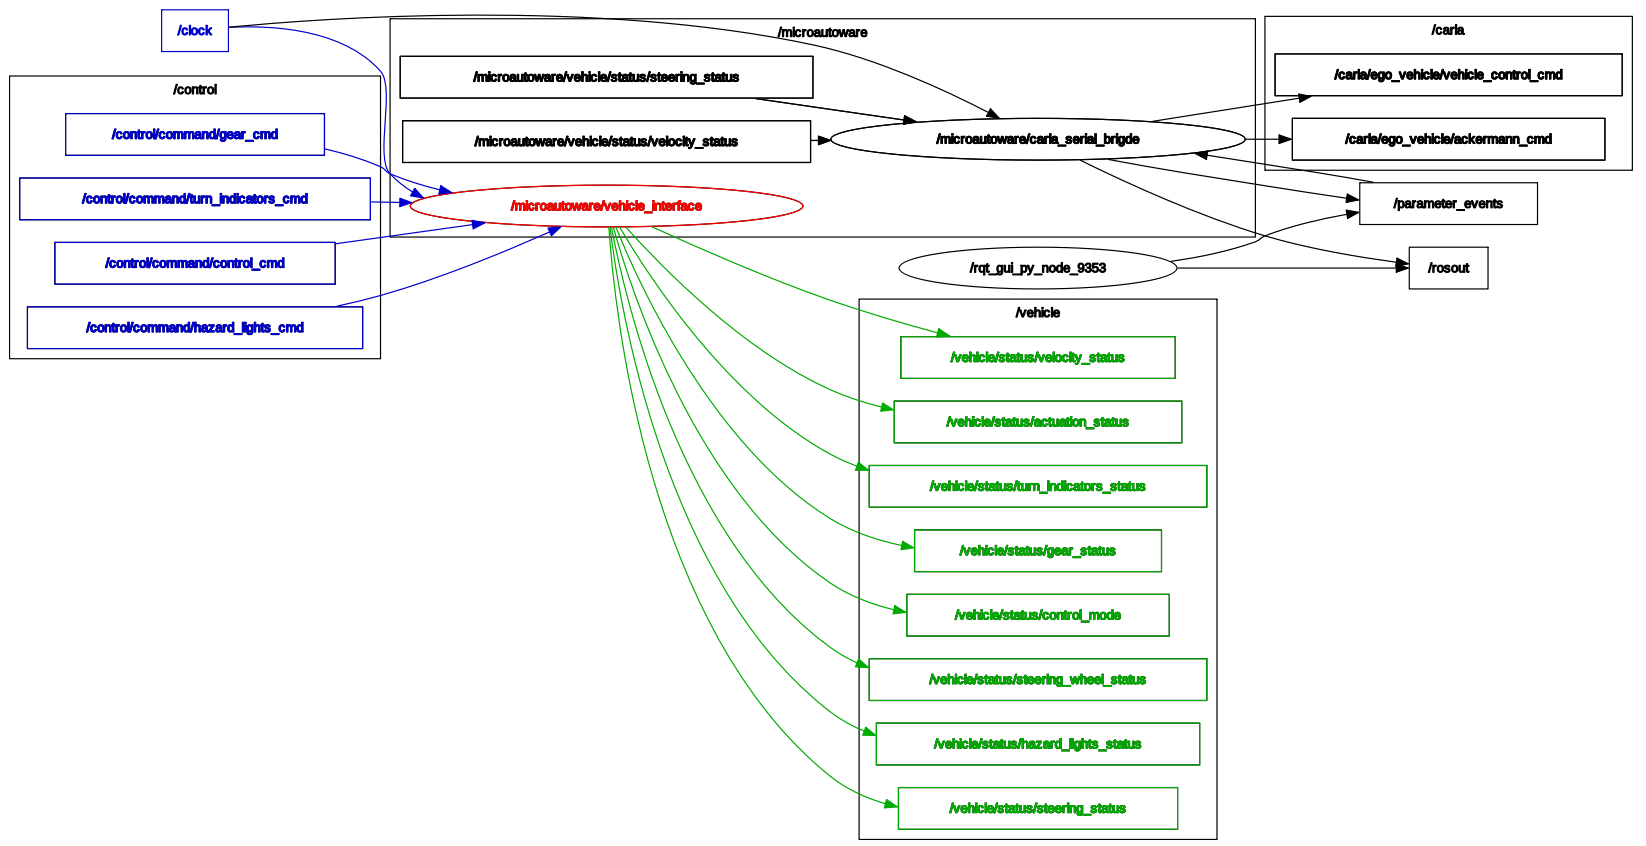 /clock
/control
/control/command/gear_cmd
/control/command/turn_indicators_cmd
/control/command/control_cmd
/control/command/hazard_lights_cmd
/microautoware
/microautoware/vehicle/status/steering_status
/microautoware/vehicle/status/velocity_status
/microautoware/carla_serial_brigde
/microautoware/vehicle_interface
/carla
/carla/ego_vehicle/vehicle_control_cmd
/carla/ego_vehicle/ackermann_cmd
/parameter_events
/rqt_gui_py_node_9353
/rosout
/vehicle
/vehicle/status/velocity_status
/vehicle/status/actuation_status
/vehicle/status/turn_indicators_status
/vehicle/status/gear_status
/vehicle/status/control_mode
/vehicle/status/steering_wheel_status
/vehicle/status/hazard_lights_status
/vehicle/status/steering_status